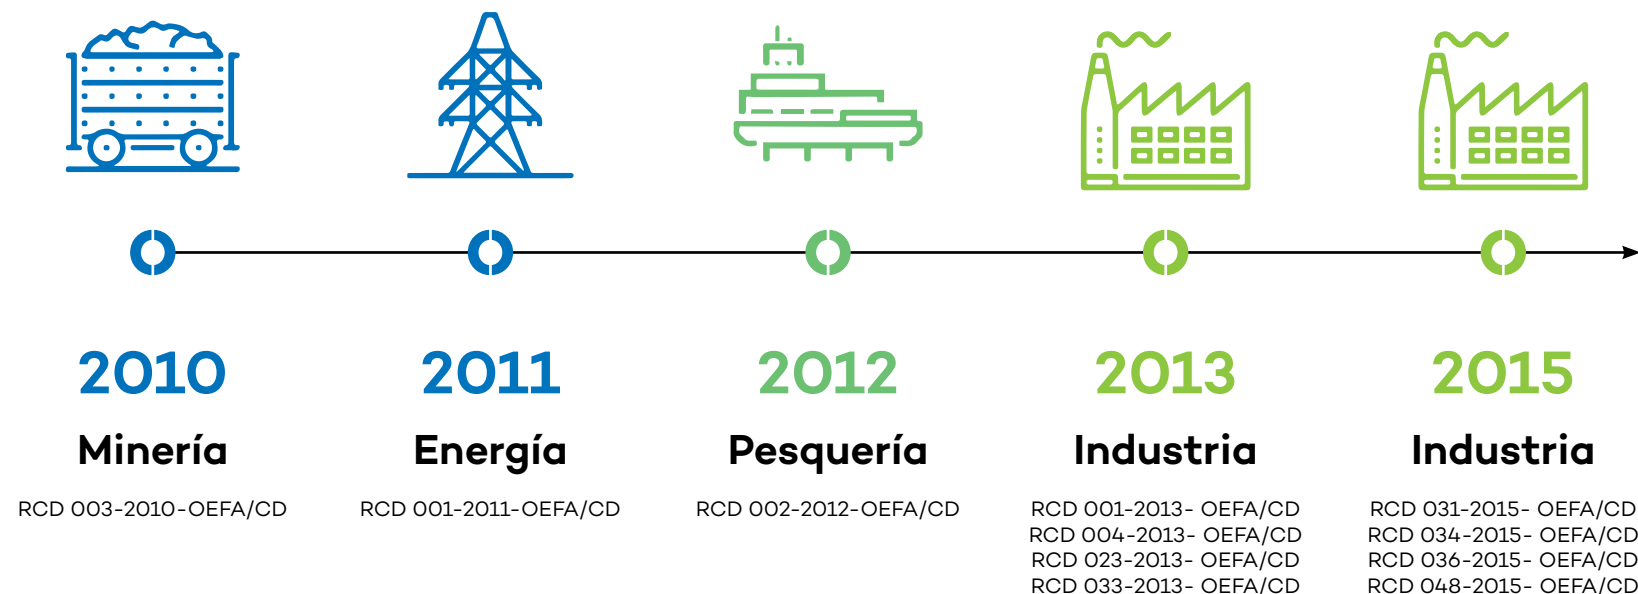 2010
Minería
RCD 003-2010-OEFA/CD
2011
Energía
RCD 001-2011-OEFA/CD
2012
Pesquería
RCD 002-2012-OEFA/CD
2013
Industria
RCD 001-2013- OEFA/CD
RCD 004-2013- OEFA/CD
RCD 023-2013- OEFA/CD
RCD 033-2013- OEFA/CD
2015
Industria
RCD 031-2015- OEFA/CD
RCD 034-2015- OEFA/CD
RCD 036-2015- OEFA/CD
RCD 048-2015- OEFA/CD